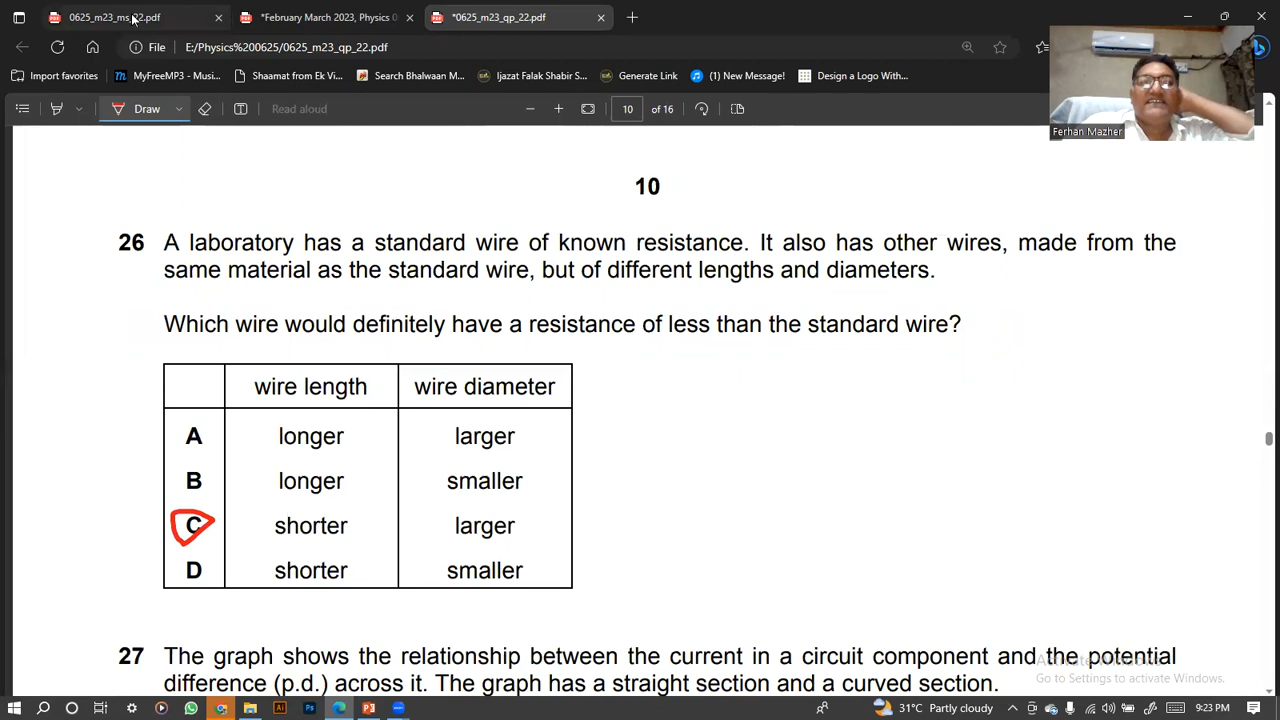 0625_m23_ms_22.pdf
*February March 2023, Physics 0
*0625_m23_qp_22.pdf
File
E:/Physics%200625/0625_m23_qp_22.pdf
Import favorites
MyFreeMP3 - Musi...
Shaamat from Ek Vi...
Search Bhalwaan M...
Ijazat Falak Shabir S...
Generate Link
(1) New Message!
Design a Logo With...
Draw
Read aloud
10 of 16
Ferhan Mazher
10
26 A laboratory has a standard wire of known resistance. It also has other wires, made from the
same material as the standard wire, but of different lengths and diameters.
Which wire would definitely have a resistance of less than the standard wire?
wire length wire diameter
A longer larger
B longer smaller
C shorter larger
D shorter smaller
27 The graph shows the relationship between the current in a circuit component and the potential
difference (p.d.) across it. The graph has a straight section and a curved section.
Activate Windows
Go to Settings to activate Windows.
31°C Partly cloudy
9:23 PM